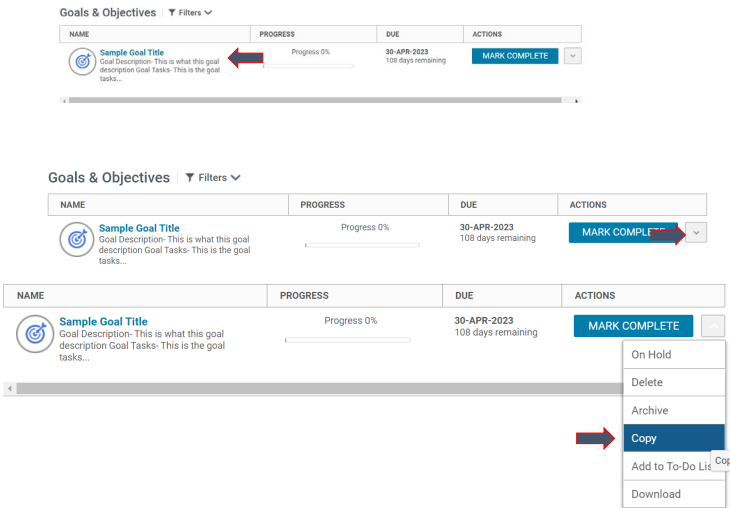 Goals & Objectives Filters
NAME PROGRESS DUE ACTIONS
Sample Goal Title Progress 0% 30-APR-2023 MARK COMPLETE
Goal Description- This is what this goal 108 days remaining
description Goal Tasks- This is the goal
tasks...
Goals & Objectives Filters
NAME PROGRESS DUE ACTIONS
Sample Goal Title Progress 0% 30-APR-2023 MARK COMPL
Goal Description- This is what this goal 108 days remaining
description Goal Tasks- This is the goal
tasks...
NAME PROGRESS DUE ACTIONS
Sample Goal Title Progress 0% 30-APR-2023 MARK COMPLETE
Goal Description- This is what this goal 108 days remaining
description Goal Tasks- This is the goal
tasks...
On Hold
Delete
Archive
Copy
Add to To-Do Lis Cop
Download